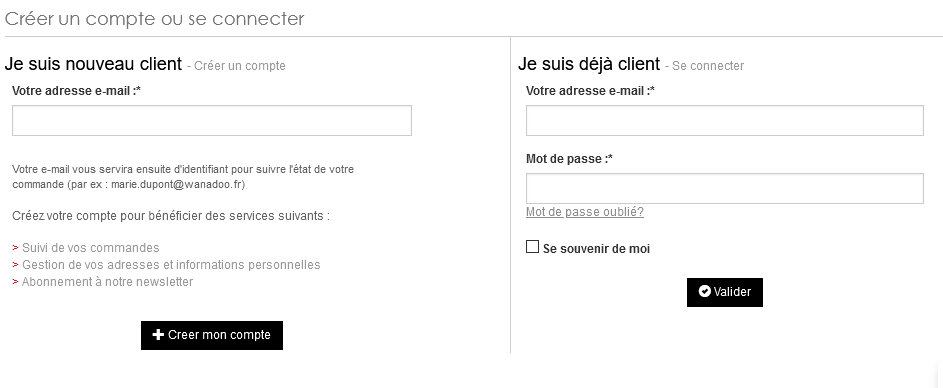 Créer un compte ou se connecter
Je suis nouveau client - Créer un compte
Votre adresse e-mail :*
Votre e-mail vous servira ensuite d'identifiant pour suivre l'état de votre
commande (par ex : marie.dupont@wanadoo.fr)
Créez votre compte pour bénéficier des services suivants :
> Suivi de vos commandes
> Gestion de vos adresses et informations personnelles
> Abonnement à notre newsletter
Creer mon compte
Je suis déjà client - Se connecter
Votre adresse e-mail :*
Mot de passe :*
Mot de passe oublié?
Se souvenir de moi
Valider